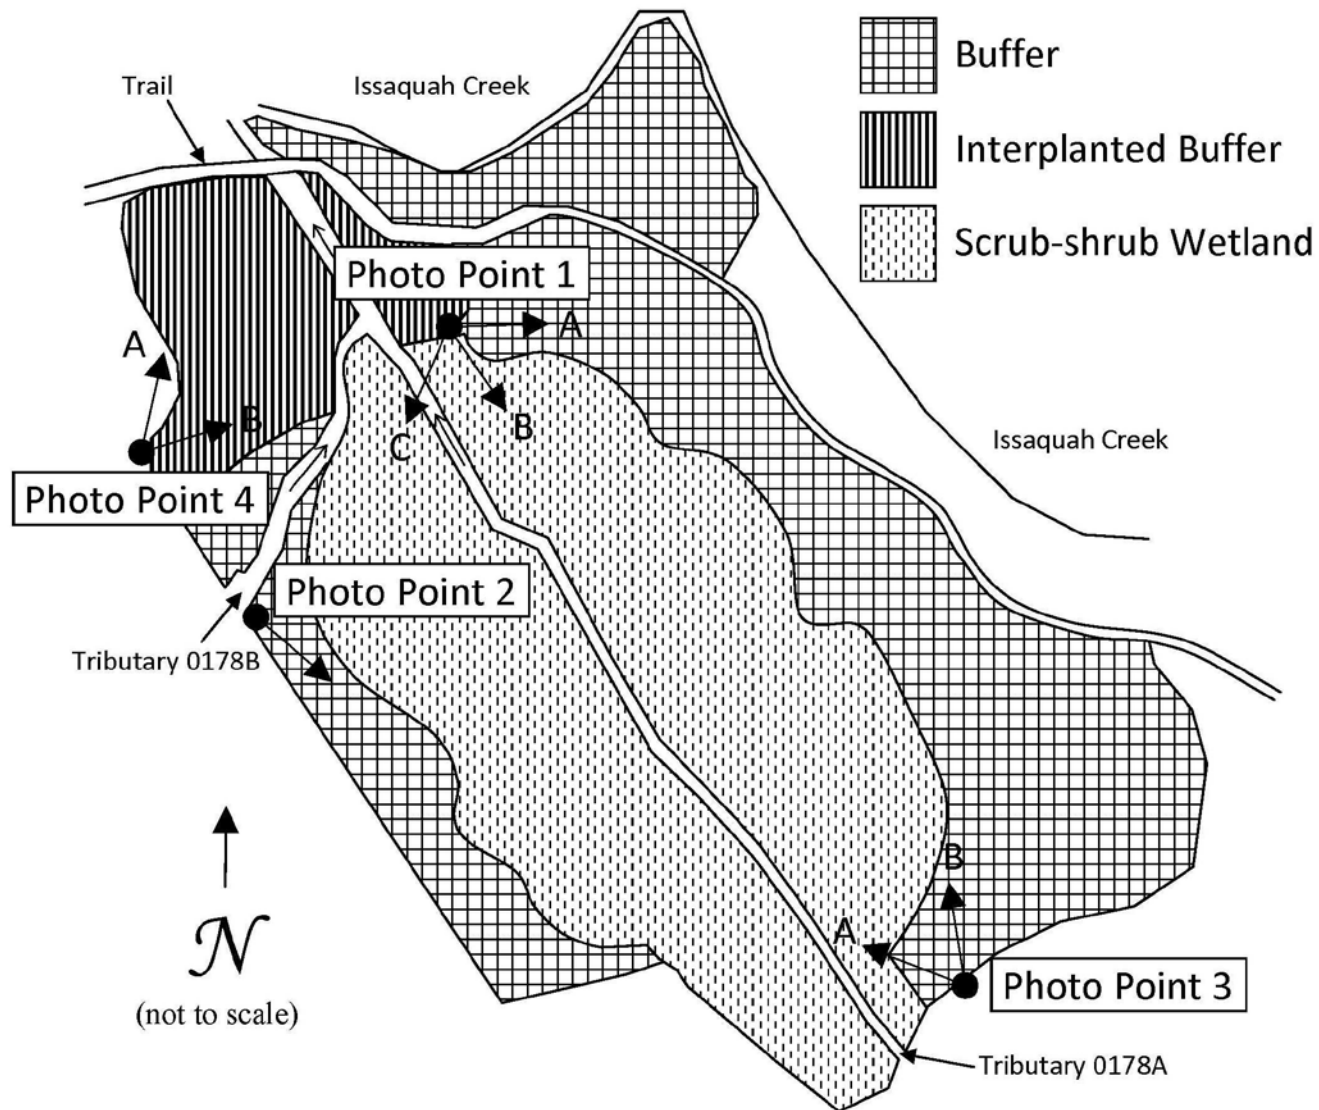 Buffer
Trail
Issaquah Creek
Interplanted Buffer
Scrub-shrub Wetland
Photo Point 1
A
A
B
B
C
Issaquah Creek
Photo Point 4
Photo Point 2
Tributary 0178B
B
A
N
Photo Point 3
(not to scale)
Tributary 0178A